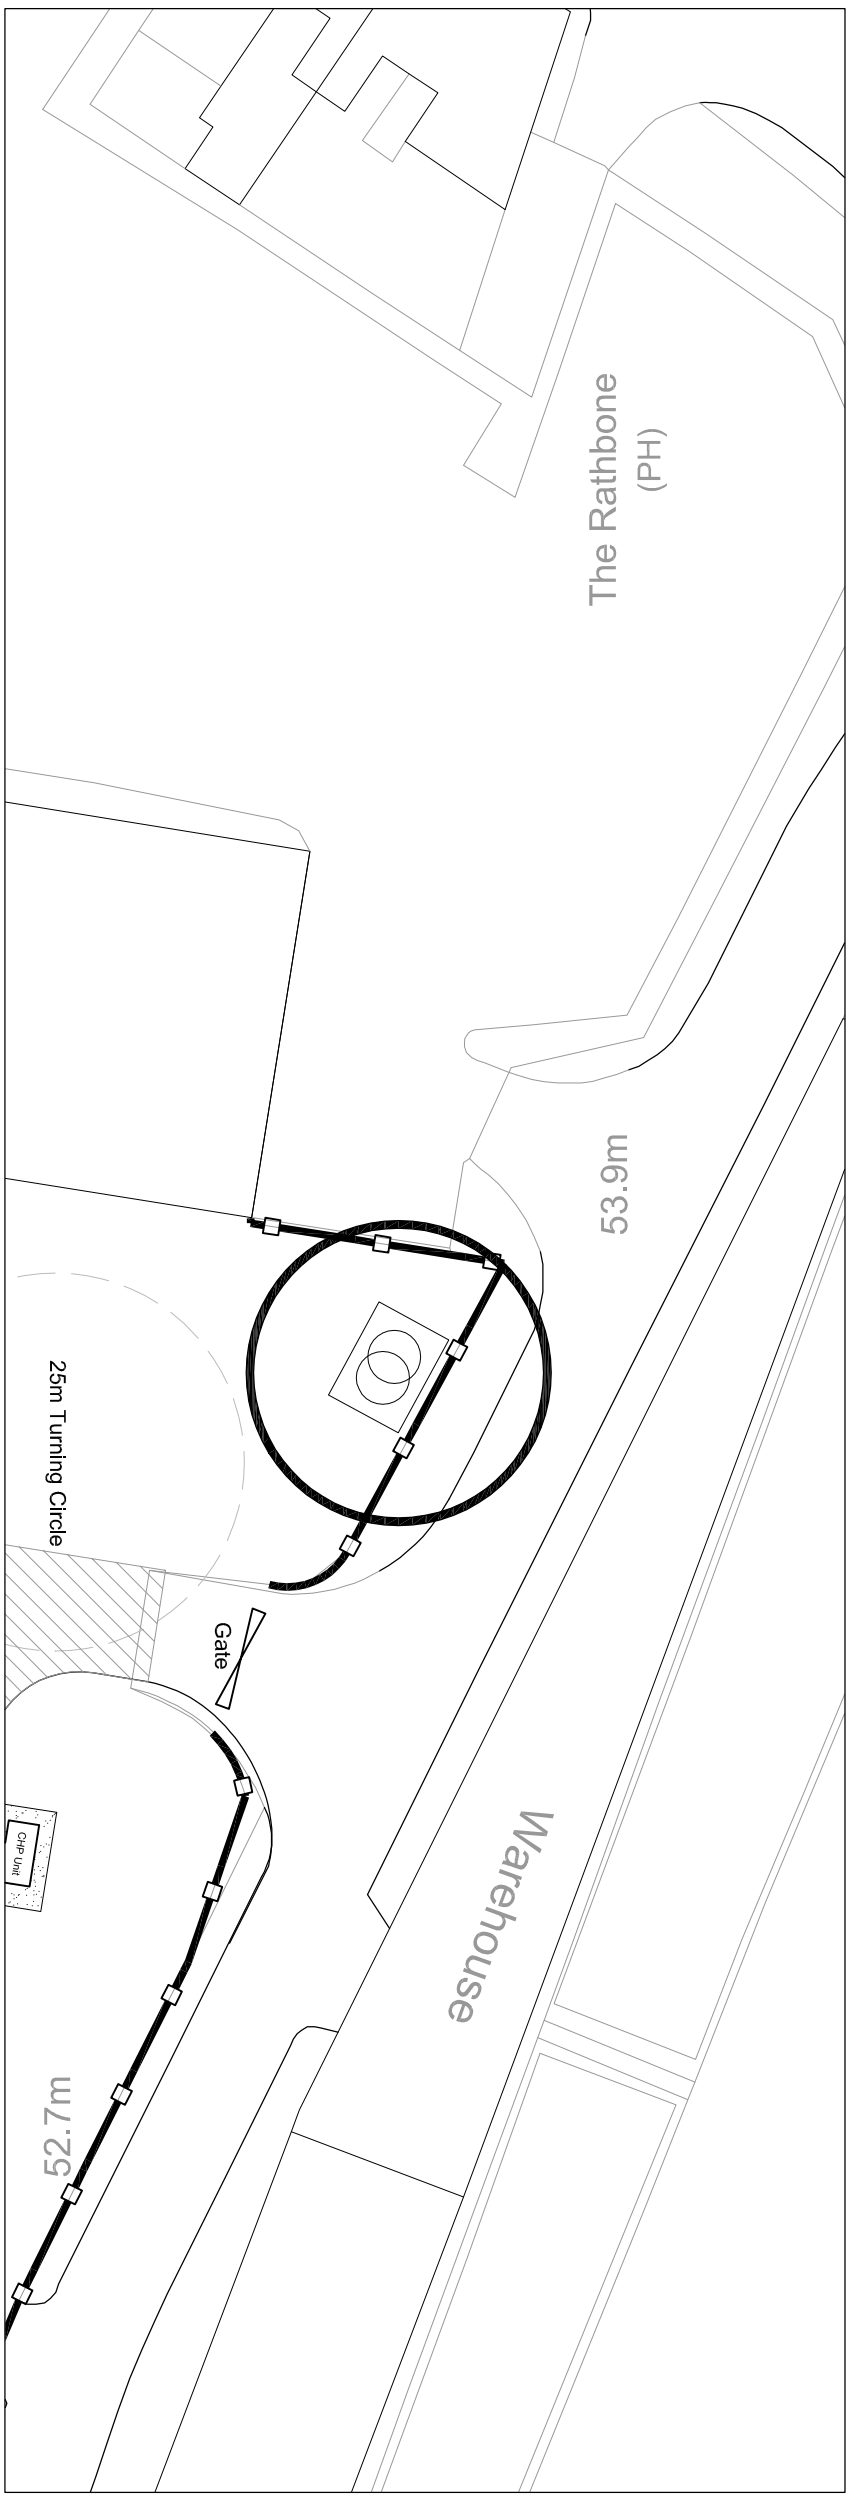 The Rathbone
(PH)
53.9m
25m Turning Circle
Gate
Warehouse
CHP Unit
52.7m